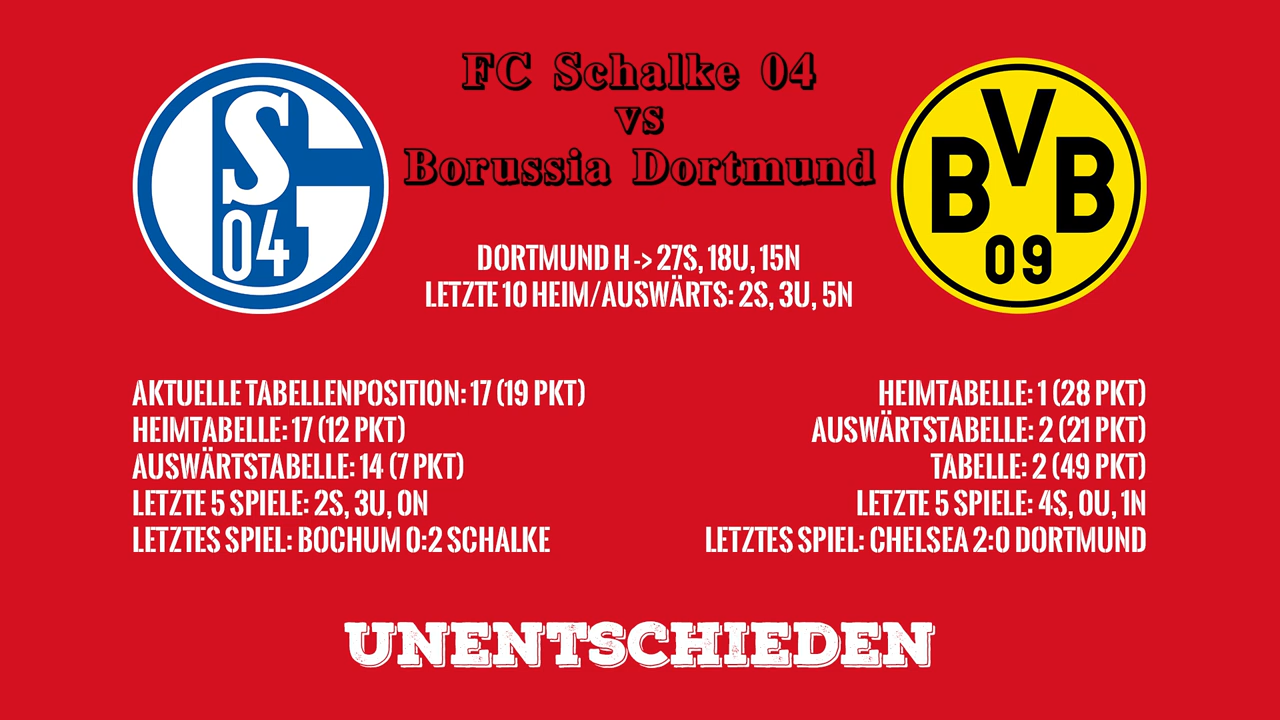 FC Schalke 04
vs
Borussia Dortmund
S
04
BVB
09
DORTMUND H -> 27S, 18U, 15N
LETZTE 10 HEIM/AUSWÄRTS: 2S, 3U, 5N
AKTUELLE TABELLENPOSITION: 17 (19 PKT)
HEIMTABELLE: 17 (12 PKT)
AUSWÄRTSTABELLE: 14 (7 PKT)
LETZTE 5 SPIELE: 2S, 3U, 0N
LETZTES SPIEL: BOCHUM 0:2 SCHALKE
HEIMTABELLE: 1 (28 PKT)
AUSWÄRTSTABELLE: 2 (21 PKT)
TABELLE: 2 (49 PKT)
LETZTE 5 SPIELE: 4S, 0U, 1N
LETZTES SPIEL: CHELSEA 2:0 DORTMUND
UNENTSCHIEDEN